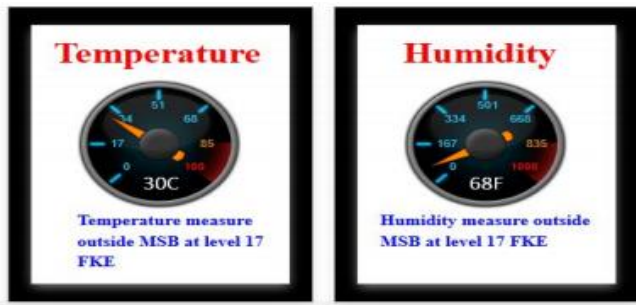 Temperature
51
34
68
17
85
0
100
30C
Temperature measure
outside MSB at level 17
FKE
Humidity
501
334
668
167
835
0
1000
68F
Humidity measure outside
MSB at level 17 FKE